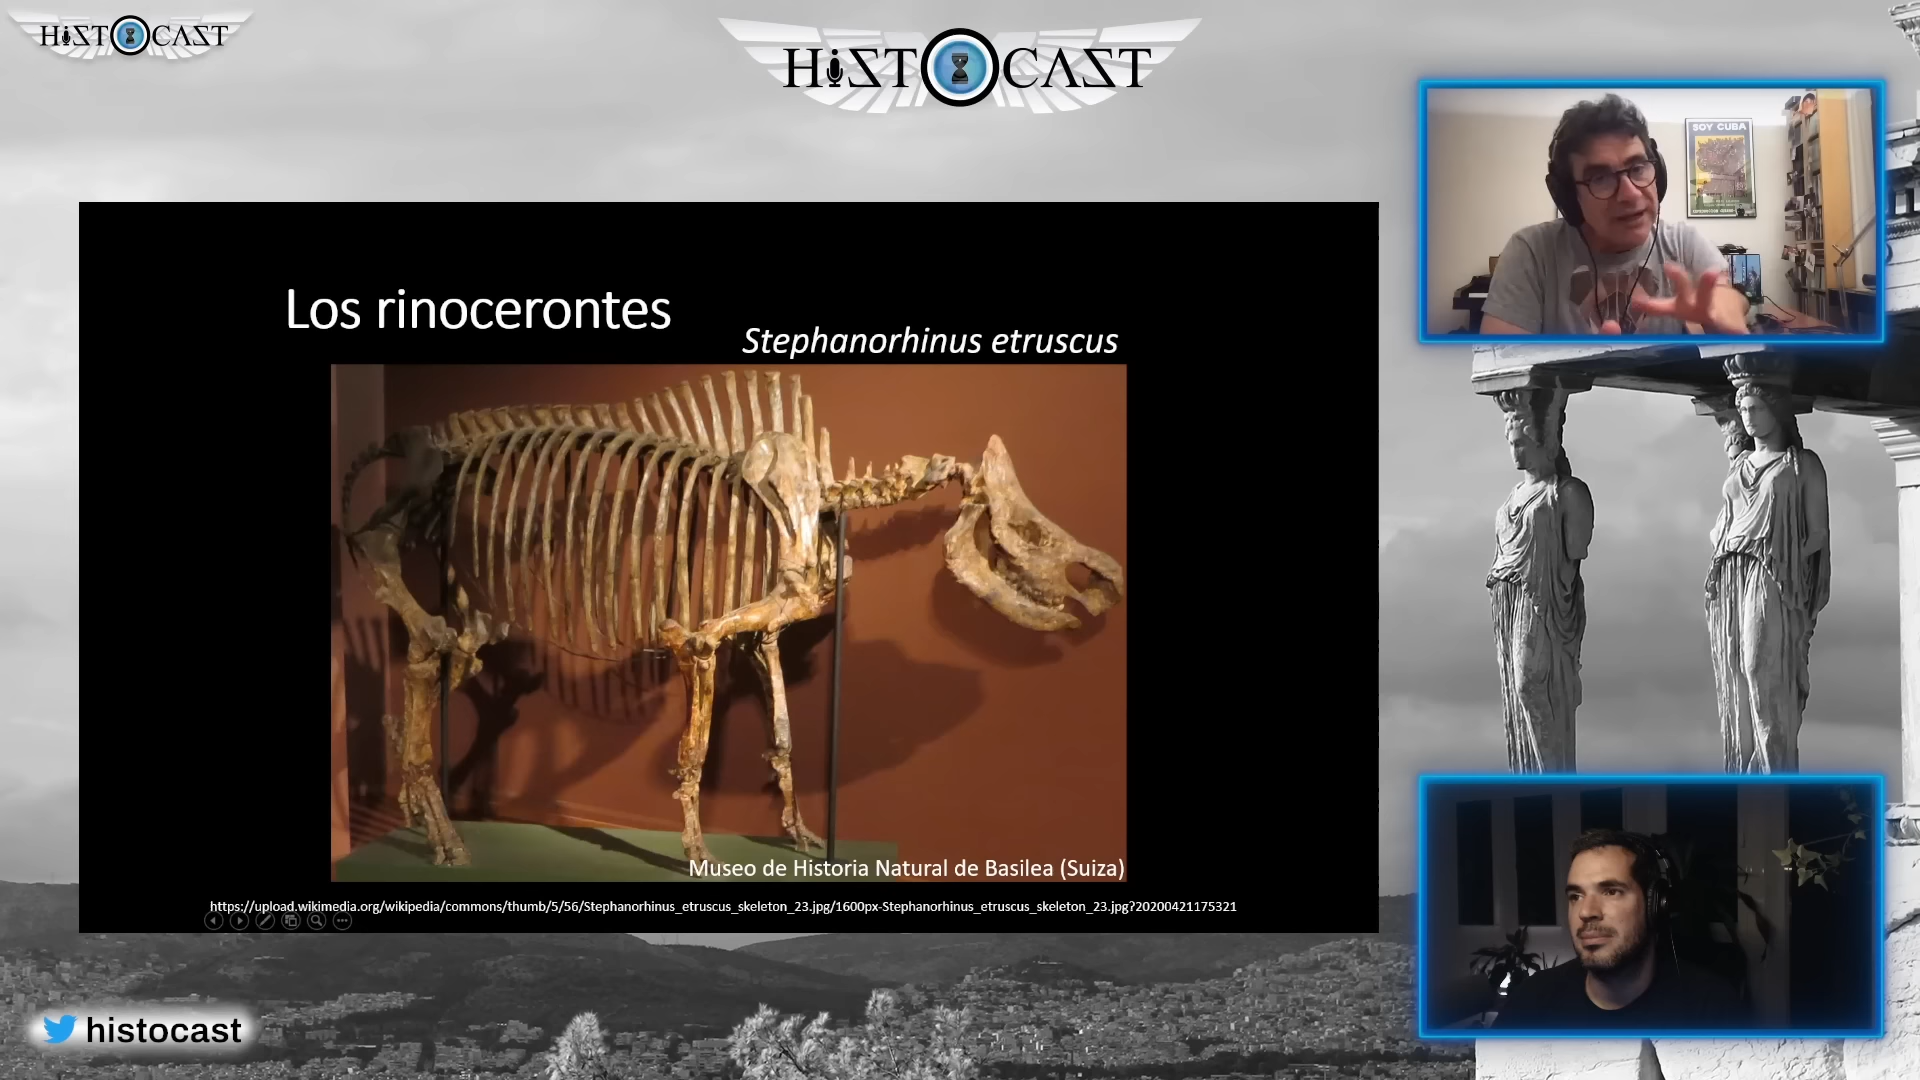 HISTOCAST
HISTOCAST
SOY CUBA
Los rinocerontes
Stephanorhinus etruscus
Museo de Historia Natural de Basilea (Suiza)
https://upload.wikimedia.org/wikipedia/commons/thumb/5/56/Stephanorhinus_etruscus_skeleton_23.jpg/1600px-Stephanorhinus_etruscus_skeleton_23.jpg?20200421175321
histocast